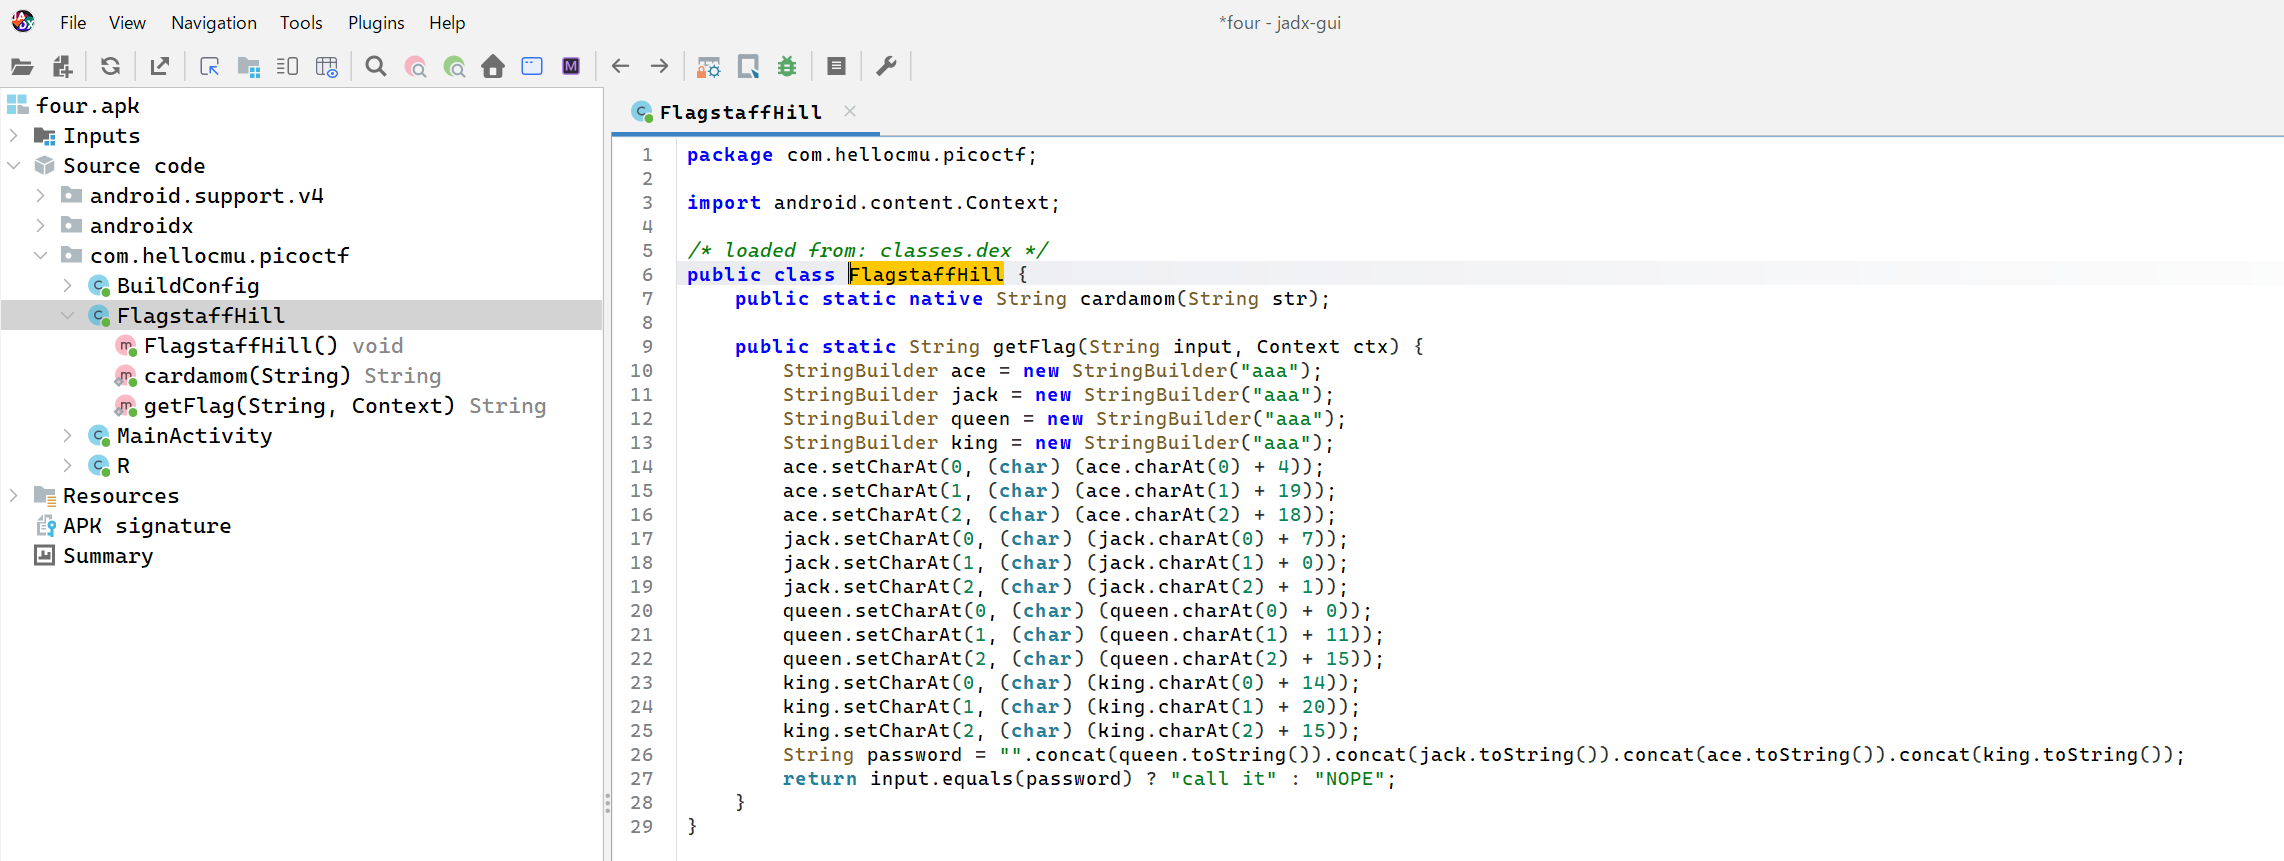 File View Navigation Tools Plugins Help
*four - jadx-gui
four.apk
Inputs
Source code
android.support.v4
androidx
com.hellocmu.picoctf
BuildConfig
FlagstaffHill
FlagstaffHill() void
cardamom(String) String
getFlag(String, Context) String
MainActivity
R
Resources
APK signature
Summary
FlagstaffHill
1 package com.hellocmu.picoctf;
2
3 import android.content.Context;
4
5 /* loaded from: classes.dex */
6 public class FlagstaffHill {
7     public static native String cardamom(String str);
8
9     public static String getFlag(String input, Context ctx) {
10         StringBuilder ace = new StringBuilder("aaa");
11         StringBuilder jack = new StringBuilder("aaa");
12         StringBuilder queen = new StringBuilder("aaa");
13         StringBuilder king = new StringBuilder("aaa");
14         ace.setCharAt(0, (char) (ace.charAt(0) + 4));
15         ace.setCharAt(1, (char) (ace.charAt(1) + 19));
16         ace.setCharAt(2, (char) (ace.charAt(2) + 18));
17         jack.setCharAt(0, (char) (jack.charAt(0) + 7));
18         jack.setCharAt(1, (char) (jack.charAt(1) + 0));
19         jack.setCharAt(2, (char) (jack.charAt(2) + 1));
20         queen.setCharAt(0, (char) (queen.charAt(0) + 0));
21         queen.setCharAt(1, (char) (queen.charAt(1) + 11));
22         queen.setCharAt(2, (char) (queen.charAt(2) + 15));
23         king.setCharAt(0, (char) (king.charAt(0) + 14));
24         king.setCharAt(1, (char) (king.charAt(1) + 20));
25         king.setCharAt(2, (char) (king.charAt(2) + 15));
26         String password = "".concat(queen.toString()).concat(jack.toString()).concat(ace.toString()).concat(king.toString());
27         return input.equals(password) ? "call it" : "NOPE";
28     }
29 }